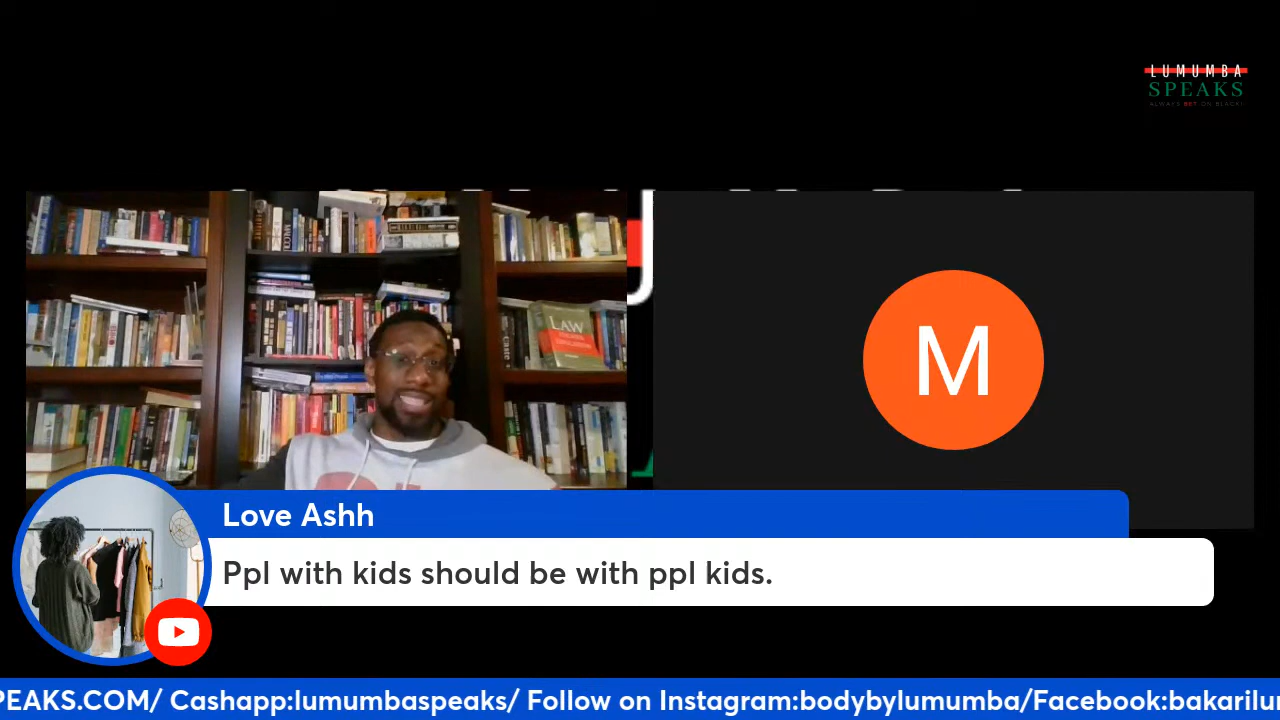 LUMUMBA
SPEAKS
ALWAYS BET ON BLACK!
LAW
M
Love Ashh
Ppl with kids should be with ppl kids.
PEAKS.COM/ Cashapp:lumumbaspeaks/ Follow on Instagram:bodybylumumba/Facebook:bakarilu